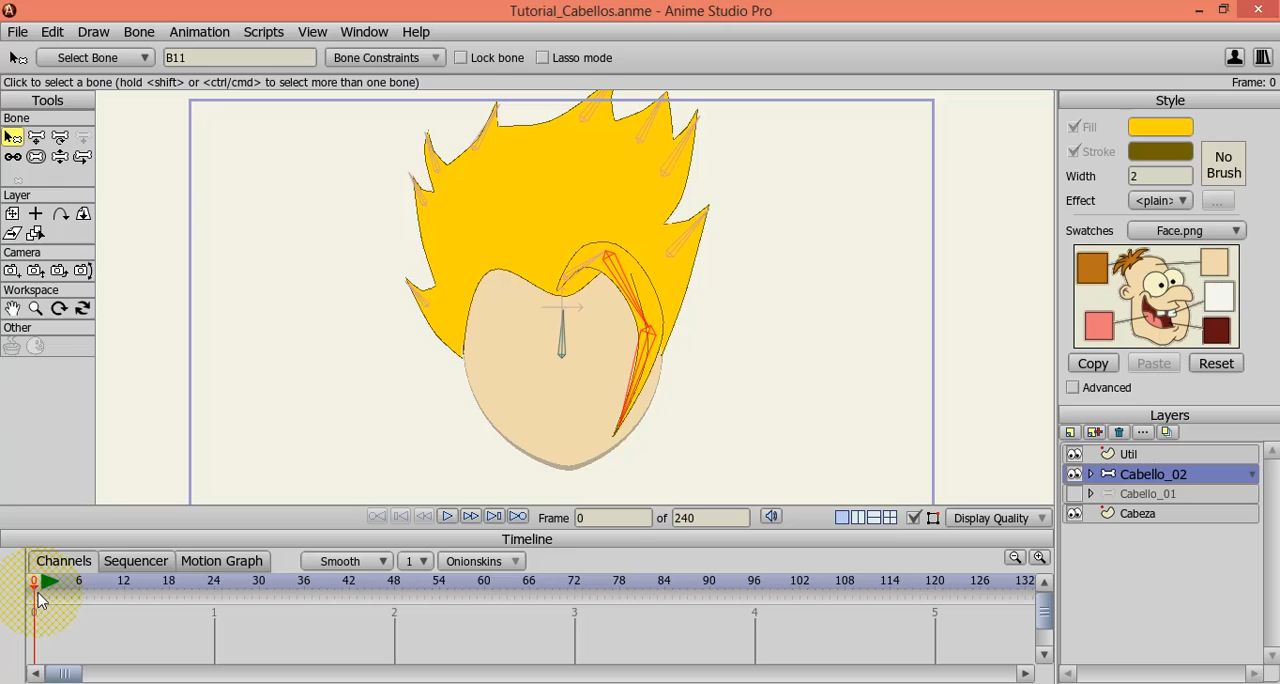 Tutorial_Cabellos.anme - Anime Studio Pro
File Edit Draw Bone Animation Scripts View Window Help
Select Bone B11 Bone Constraints Lock bone Lasso mode
Click to select a bone (hold <shift> or <ctrl/cmd> to select more than one bone) Frame: 0
Tools
Bone
Layer
Camera
Workspace
Other
Style
Fill
Stroke
No Brush
Width 2
Effect <plain> ...
Swatches Face.png
Copy Paste Reset
Advanced
Layers
Util
Cabello_02
Cabello_01
Cabeza
Frame 0 of 240 Display Quality
Timeline
Channels Sequencer Motion Graph Smooth 1 Onionskins
0 6 12 18 24 30 36 42 48 54 60 66 72 78 84 90 96 102 108 114 120 126 132
0 1 2 3 4 5